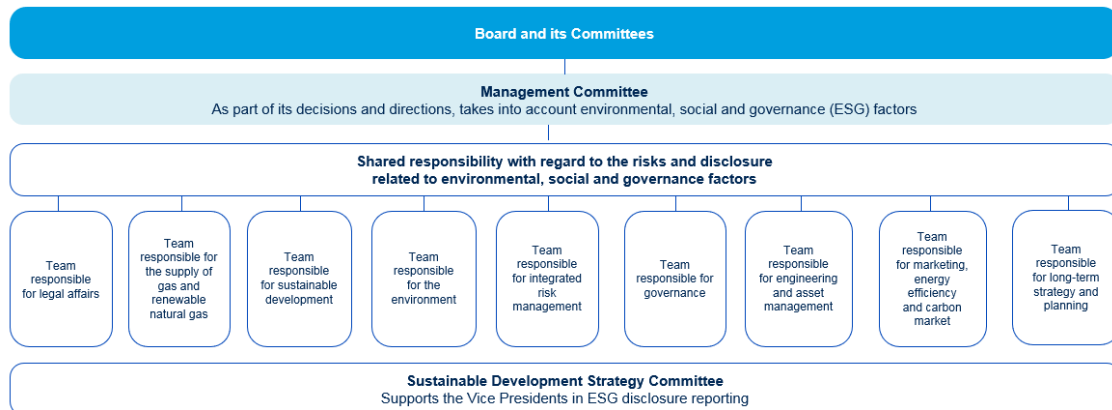 Board and its Committees
Management Committee
As part of its decisions and directions, takes into account environmental, social and governance (ESG) factors
Shared responsibility with regard to the risks and disclosure
related to environmental, social and governance factors
Team
responsible
for legal affairs
Team
responsible for
the supply of
gas and
renewable
natural gas
Team
responsible
for sustainable
development
Team
responsible
for the
environment
Team
responsible
for integrated
risk
management
Team
responsible for
governance
Team
responsible
for engineering
and asset
management
Team
responsible
for marketing,
energy
efficiency
and carbon
market
Team
responsible
for long-term
strategy and
planning
Sustainable Development Strategy Committee
Supports the Vice Presidents in ESG disclosure reporting